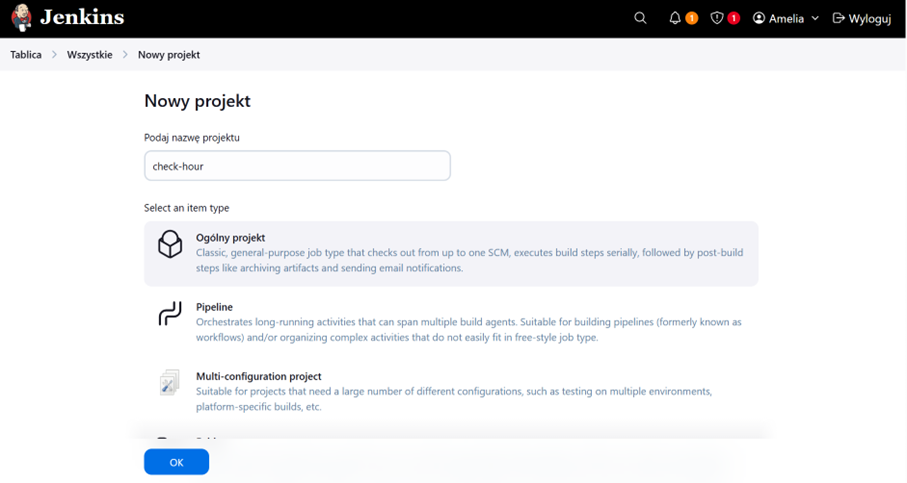 Jenkins
1
1
Amelia
Wyloguj
Tablica
Wszystkie
Nowy projekt
Nowy projekt
Podaj nazwę projektu
check-hour
Select an item type
Ogólny projekt
Classic, general-purpose job type that checks out from up to one SCM, executes build steps serially, followed by post-build
steps like archiving artifacts and sending email notifications.
Pipeline
Orchestrates long-running activities that can span multiple build agents. Suitable for building pipelines (formerly known as
workflows) and/or organizing complex activities that do not easily fit in free-style job type.
Multi-configuration project
Suitable for projects that need a large number of different configurations, such as testing on multiple environments,
platform-specific builds, etc.
OK